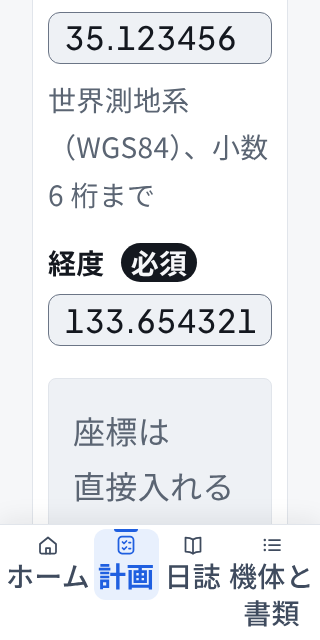 35.123456
世界測地系
（WGS84）、小数
6 桁まで
経度 必須
133.654321
座標は
直接入れる
ホーム 計画 日誌 機体と
書類